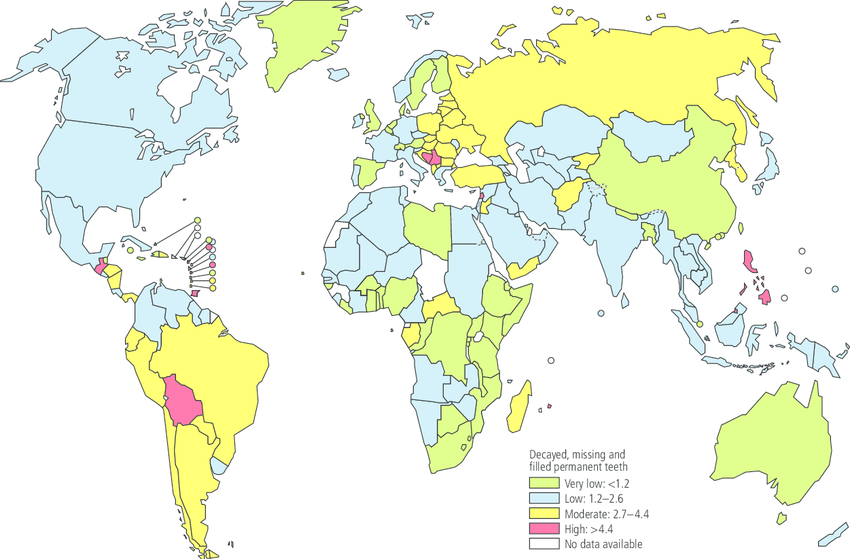 Decayed, missing and
filled permanent teeth
Very low: <1.2
Low: 1.2–2.6
Moderate: 2.7–4.4
High: >4.4
No data available